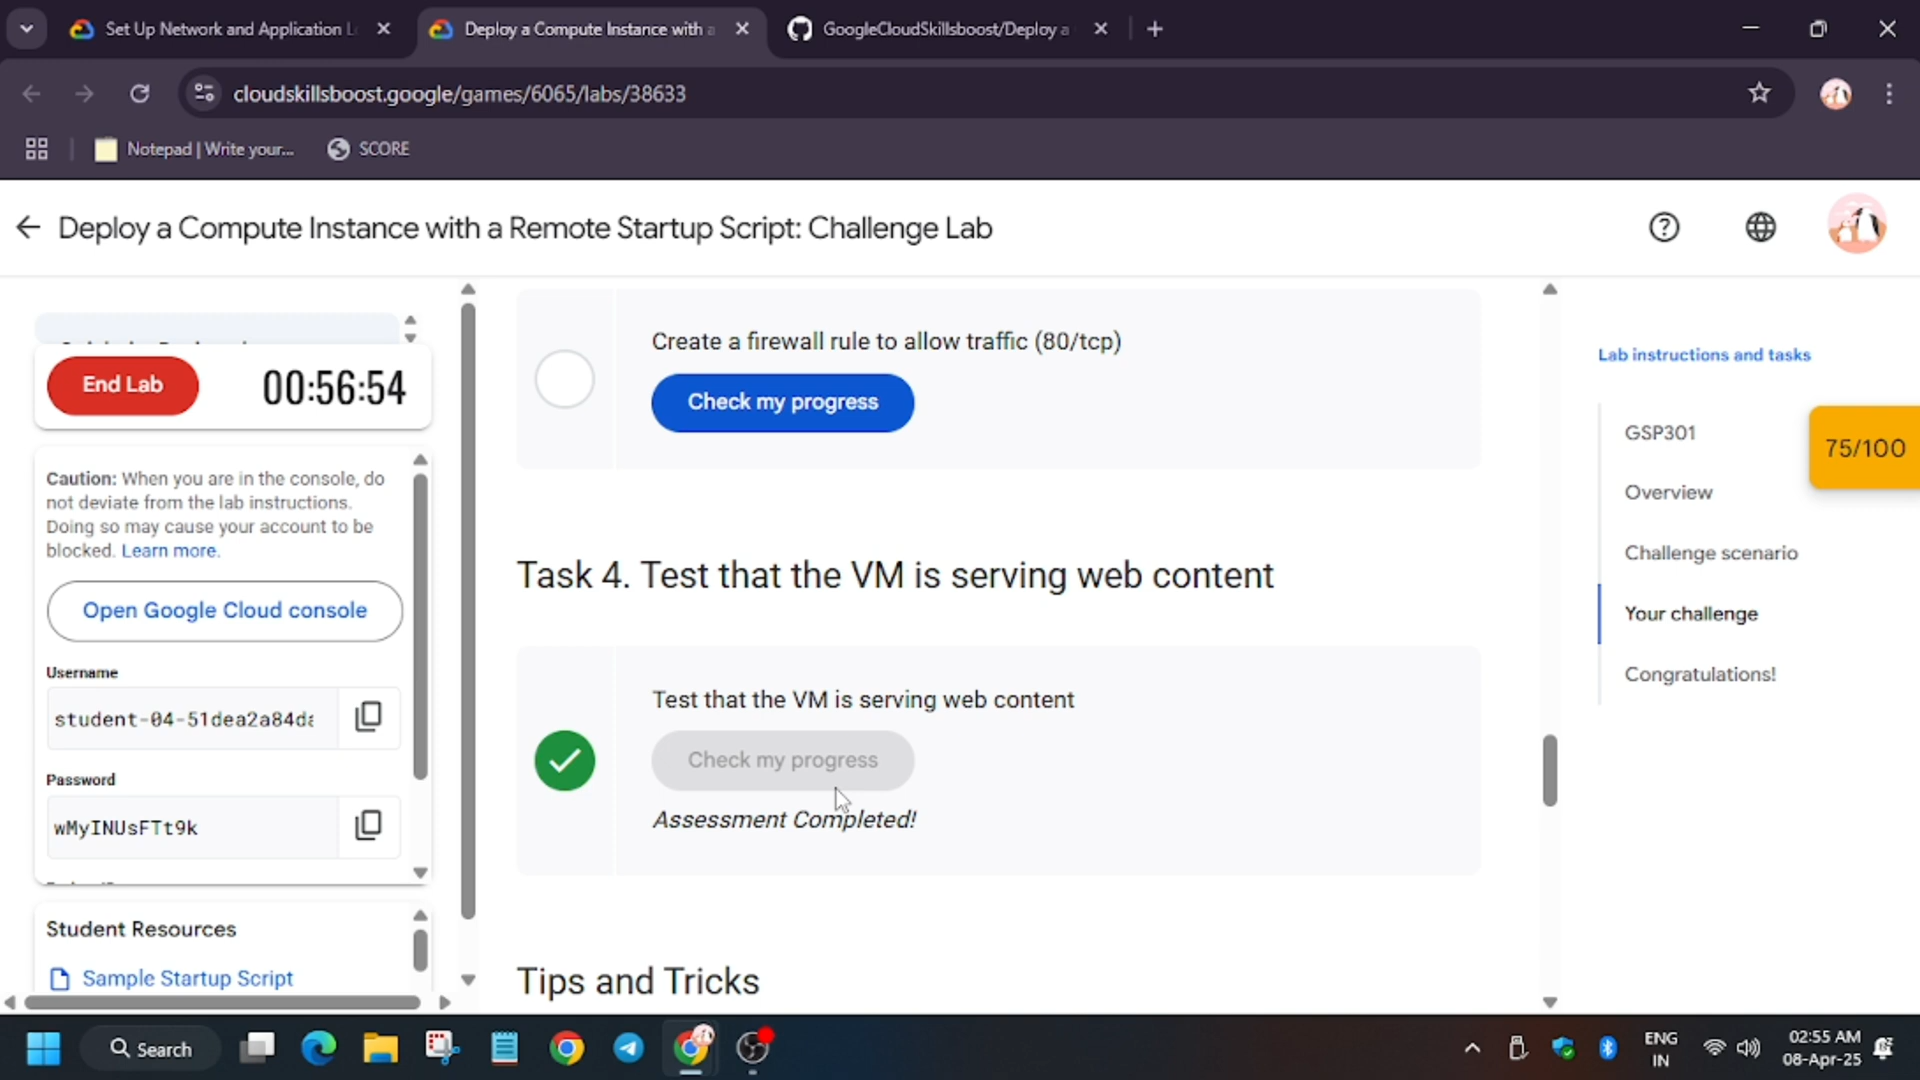 Set Up Network and Application L
Deploy a Compute Instance with a
GoogleCloudSkillsboost/Deploy a
cloudskillsboost.google/games/6065/labs/38633
Notepad | Write your...
SCORE
Deploy a Compute Instance with a Remote Startup Script: Challenge Lab
End Lab
00:56:54
Caution: When you are in the console, do
not deviate from the lab instructions.
Doing so may cause your account to be
blocked. Learn more.
Open Google Cloud console
Username
student-04-51dea2a84da
Password
wMyINUsFTt9k
Student Resources
Sample Startup Script
Create a firewall rule to allow traffic (80/tcp)
Check my progress
Task 4. Test that the VM is serving web content
Test that the VM is serving web content
Check my progress
Assessment Completed!
Tips and Tricks
Lab instructions and tasks
GSP301
Overview
Challenge scenario
Your challenge
Congratulations!
75/100
Search
ENG
IN
02:55 AM
08-Apr-25